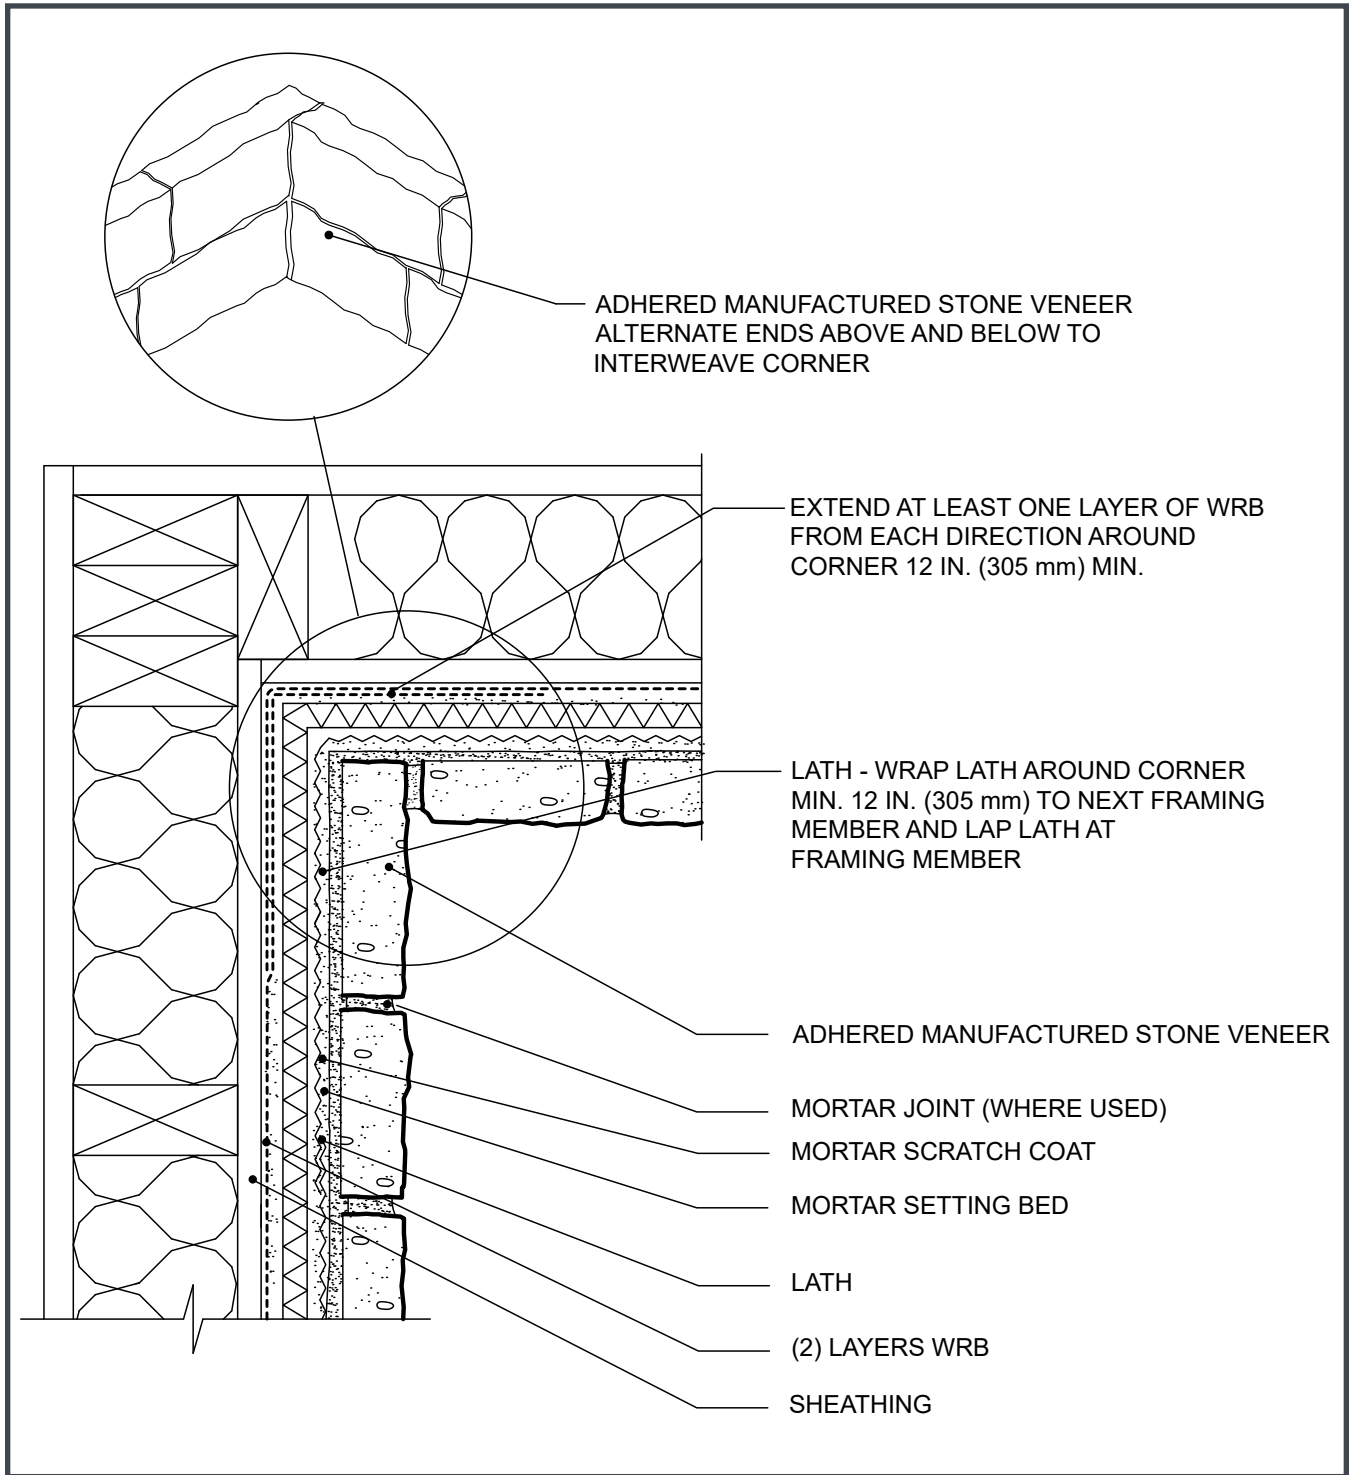 ADHERED MANUFACTURED STONE VENEER
ALTERNATE ENDS ABOVE AND BELOW TO
INTERWEAVE CORNER
EXTEND AT LEAST ONE LAYER OF WRB
FROM EACH DIRECTION AROUND
CORNER 12 IN. (305 mm) MIN.
LATH - WRAP LATH AROUND CORNER
MIN. 12 IN. (305 mm) TO NEXT FRAMING
MEMBER AND LAP LATH AT
FRAMING MEMBER
ADHERED MANUFACTURED STONE VENEER
MORTAR JOINT (WHERE USED)
MORTAR SCRATCH COAT
MORTAR SETTING BED
LATH
(2) LAYERS WRB
SHEATHING